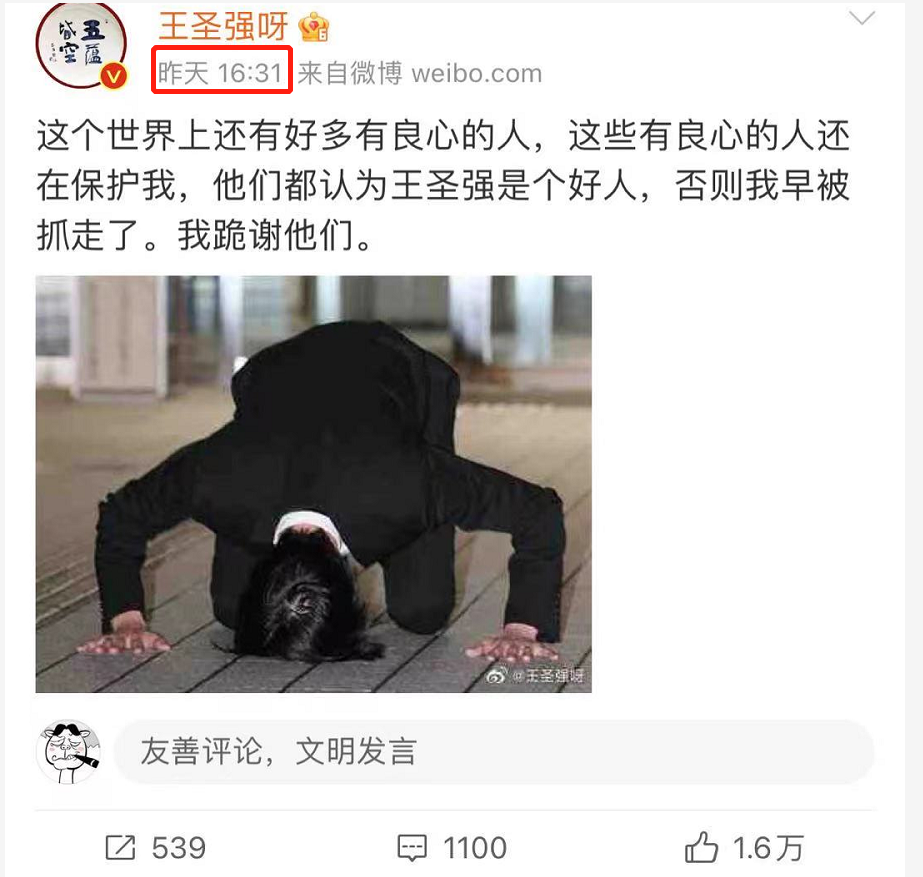 五蘊
皆空
王圣强呀
昨天 16:31 来自微博 weibo.com
这个世界上还有好多有良心的人，这些有良心的人还
在保护我，他们都认为王圣强是个好人，否则我早被
抓走了。我跪谢他们。
@王圣强呀
友善评论，文明发言
539 1100 1.6万